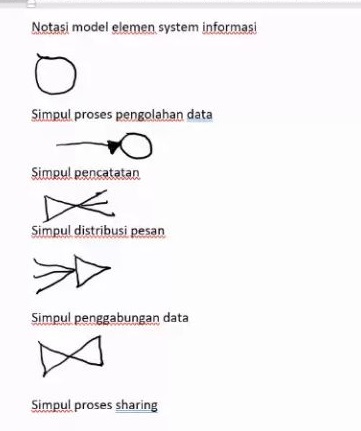 Notasi model elemen system informasi
Simpul proses pengolahan data
Simpul pencatatan
Simpul distribusi pesan
Simpul penggabungan data
Simpul proses sharing